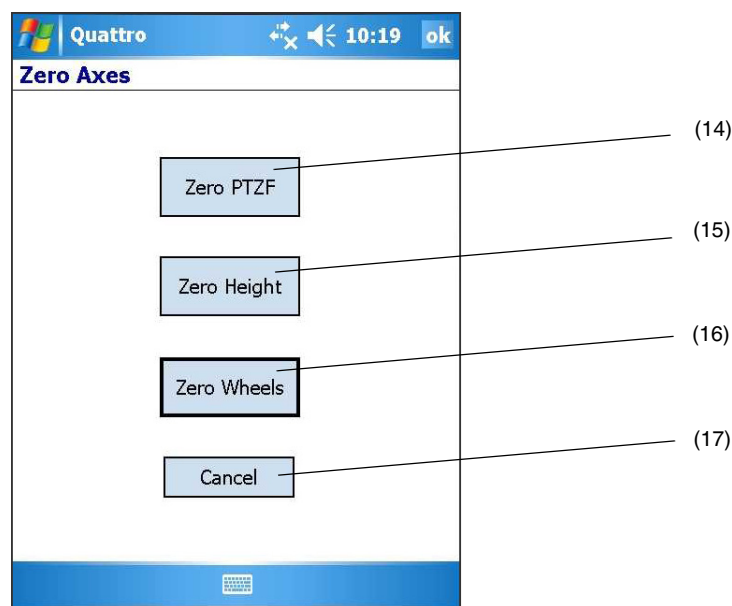 Quattro 10:19 ok
Zero Axes
Zero PTZF (14)
Zero Height (15)
Zero Wheels (16)
Cancel (17)